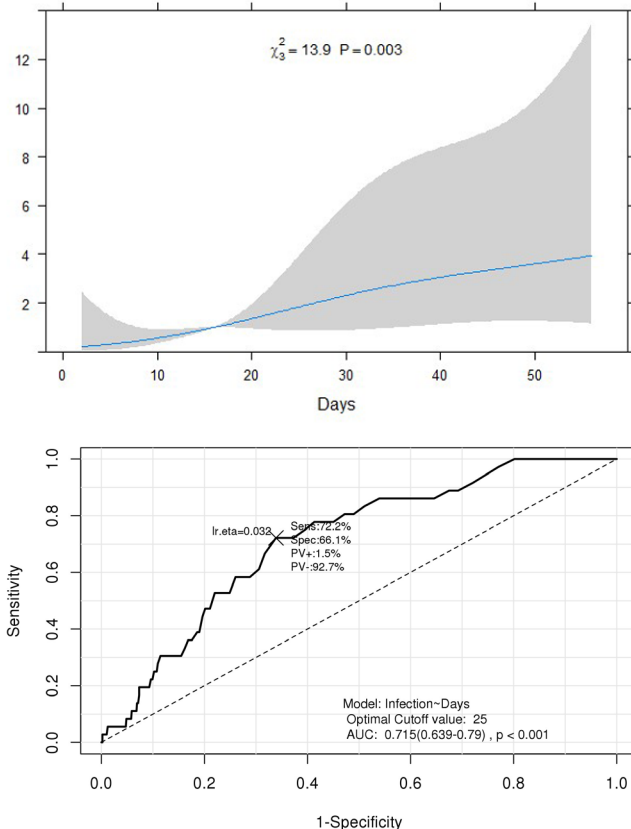 χ²₃ = 13.9 P = 0.003
12
10
8
6
4
2
0 10 20 30 40 50
Days
1.0
0.8
0.6
0.4
0.2
0.0
Sensitivity
lr.eta=0.032
Sens:72.2%
Spec:66.1%
PV+:1.5%
PV-:92.7%
Model: Infection~Days
Optimal Cutoff value: 25
AUC: 0.715(0.639-0.79) , p < 0.001
0.0 0.2 0.4 0.6 0.8 1.0
1-Specificity